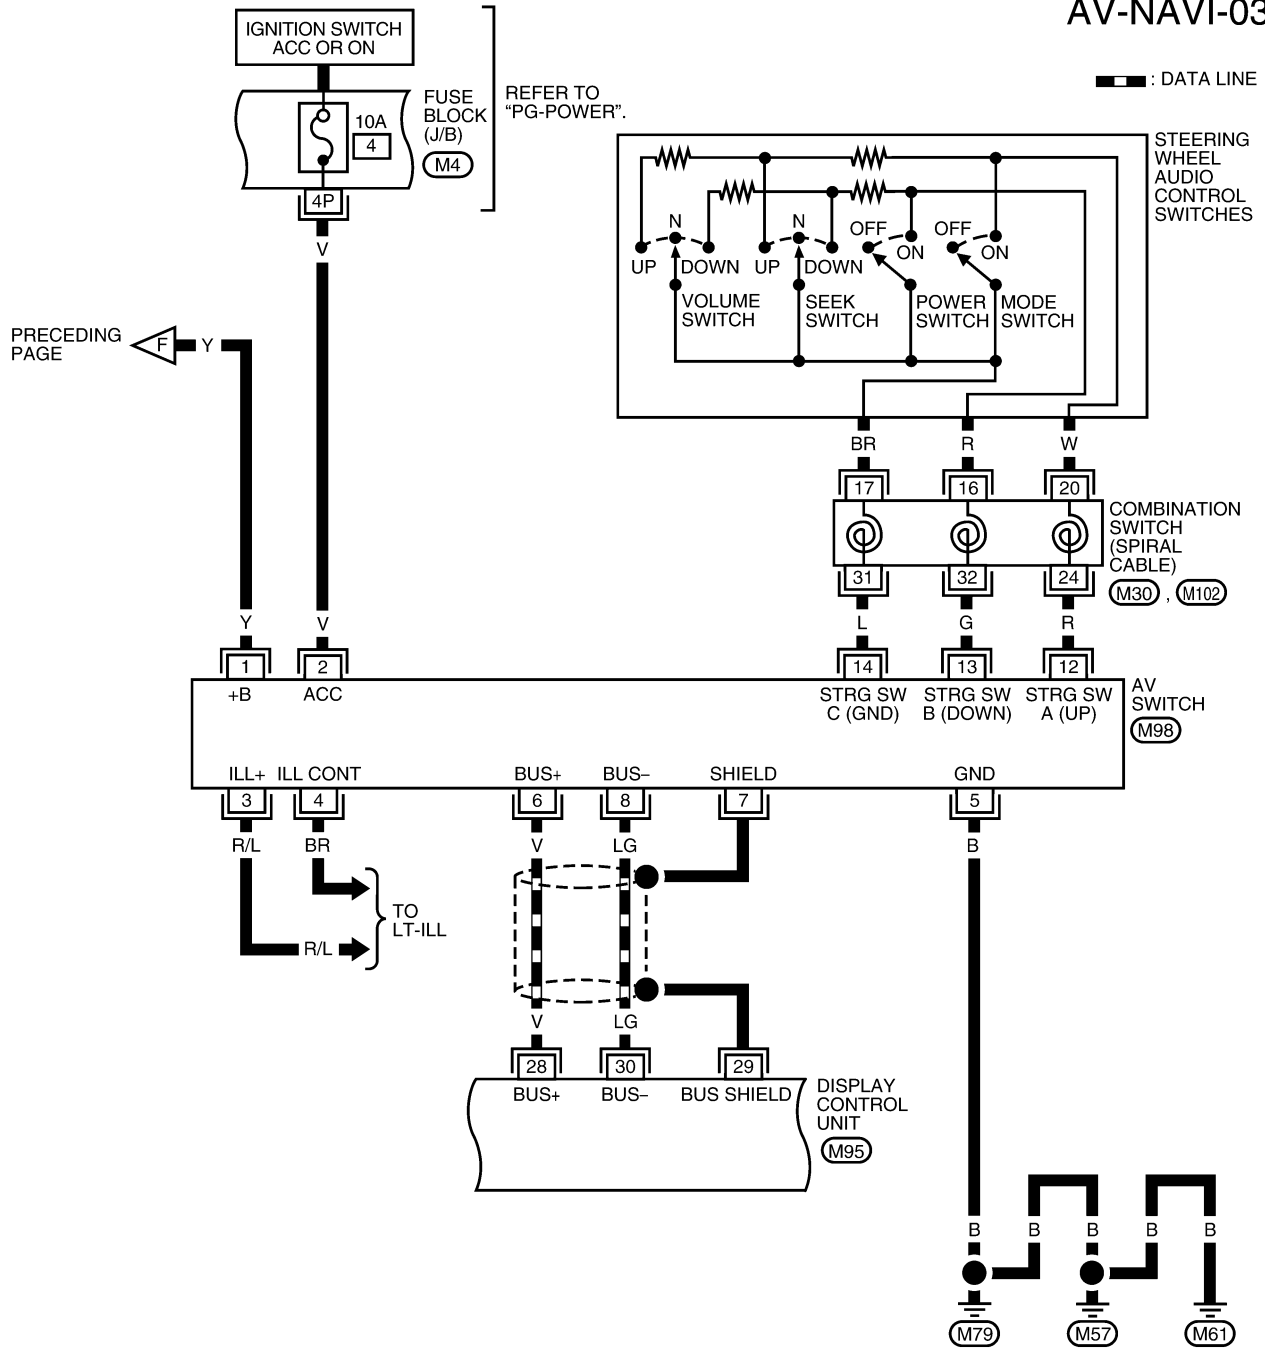 AV-NAVI-03
IGNITION SWITCH
ACC OR ON
FUSE
BLOCK
(J/B)
M4
REFER TO
“PG-POWER”.
10A
4
4P
V
: DATA LINE
STEERING
WHEEL
AUDIO
CONTROL
SWITCHES
N
UP
DOWN
VOLUME
SWITCH
N
UP
DOWN
SEEK
SWITCH
OFF
ON
POWER
SWITCH
OFF
ON
MODE
SWITCH
PRECEDING
PAGE
F
Y
BR
R
W
17
16
20
COMBINATION
SWITCH
(SPIRAL
CABLE)
M30 , M102
31
32
24
L
G
R
Y
V
1
2
14
13
12
+B
ACC
STRG SW
C (GND)
STRG SW
B (DOWN)
STRG SW
A (UP)
AV
SWITCH
M98
ILL+
ILL CONT
BUS+
BUS–
SHIELD
GND
3
4
6
8
7
5
R/L
BR
V
LG
B
TO
LT-ILL
R/L
V
LG
28
30
29
BUS+
BUS–
BUS SHIELD
DISPLAY
CONTROL
UNIT
M95
B
B
B
B
B
M79
M57
M61